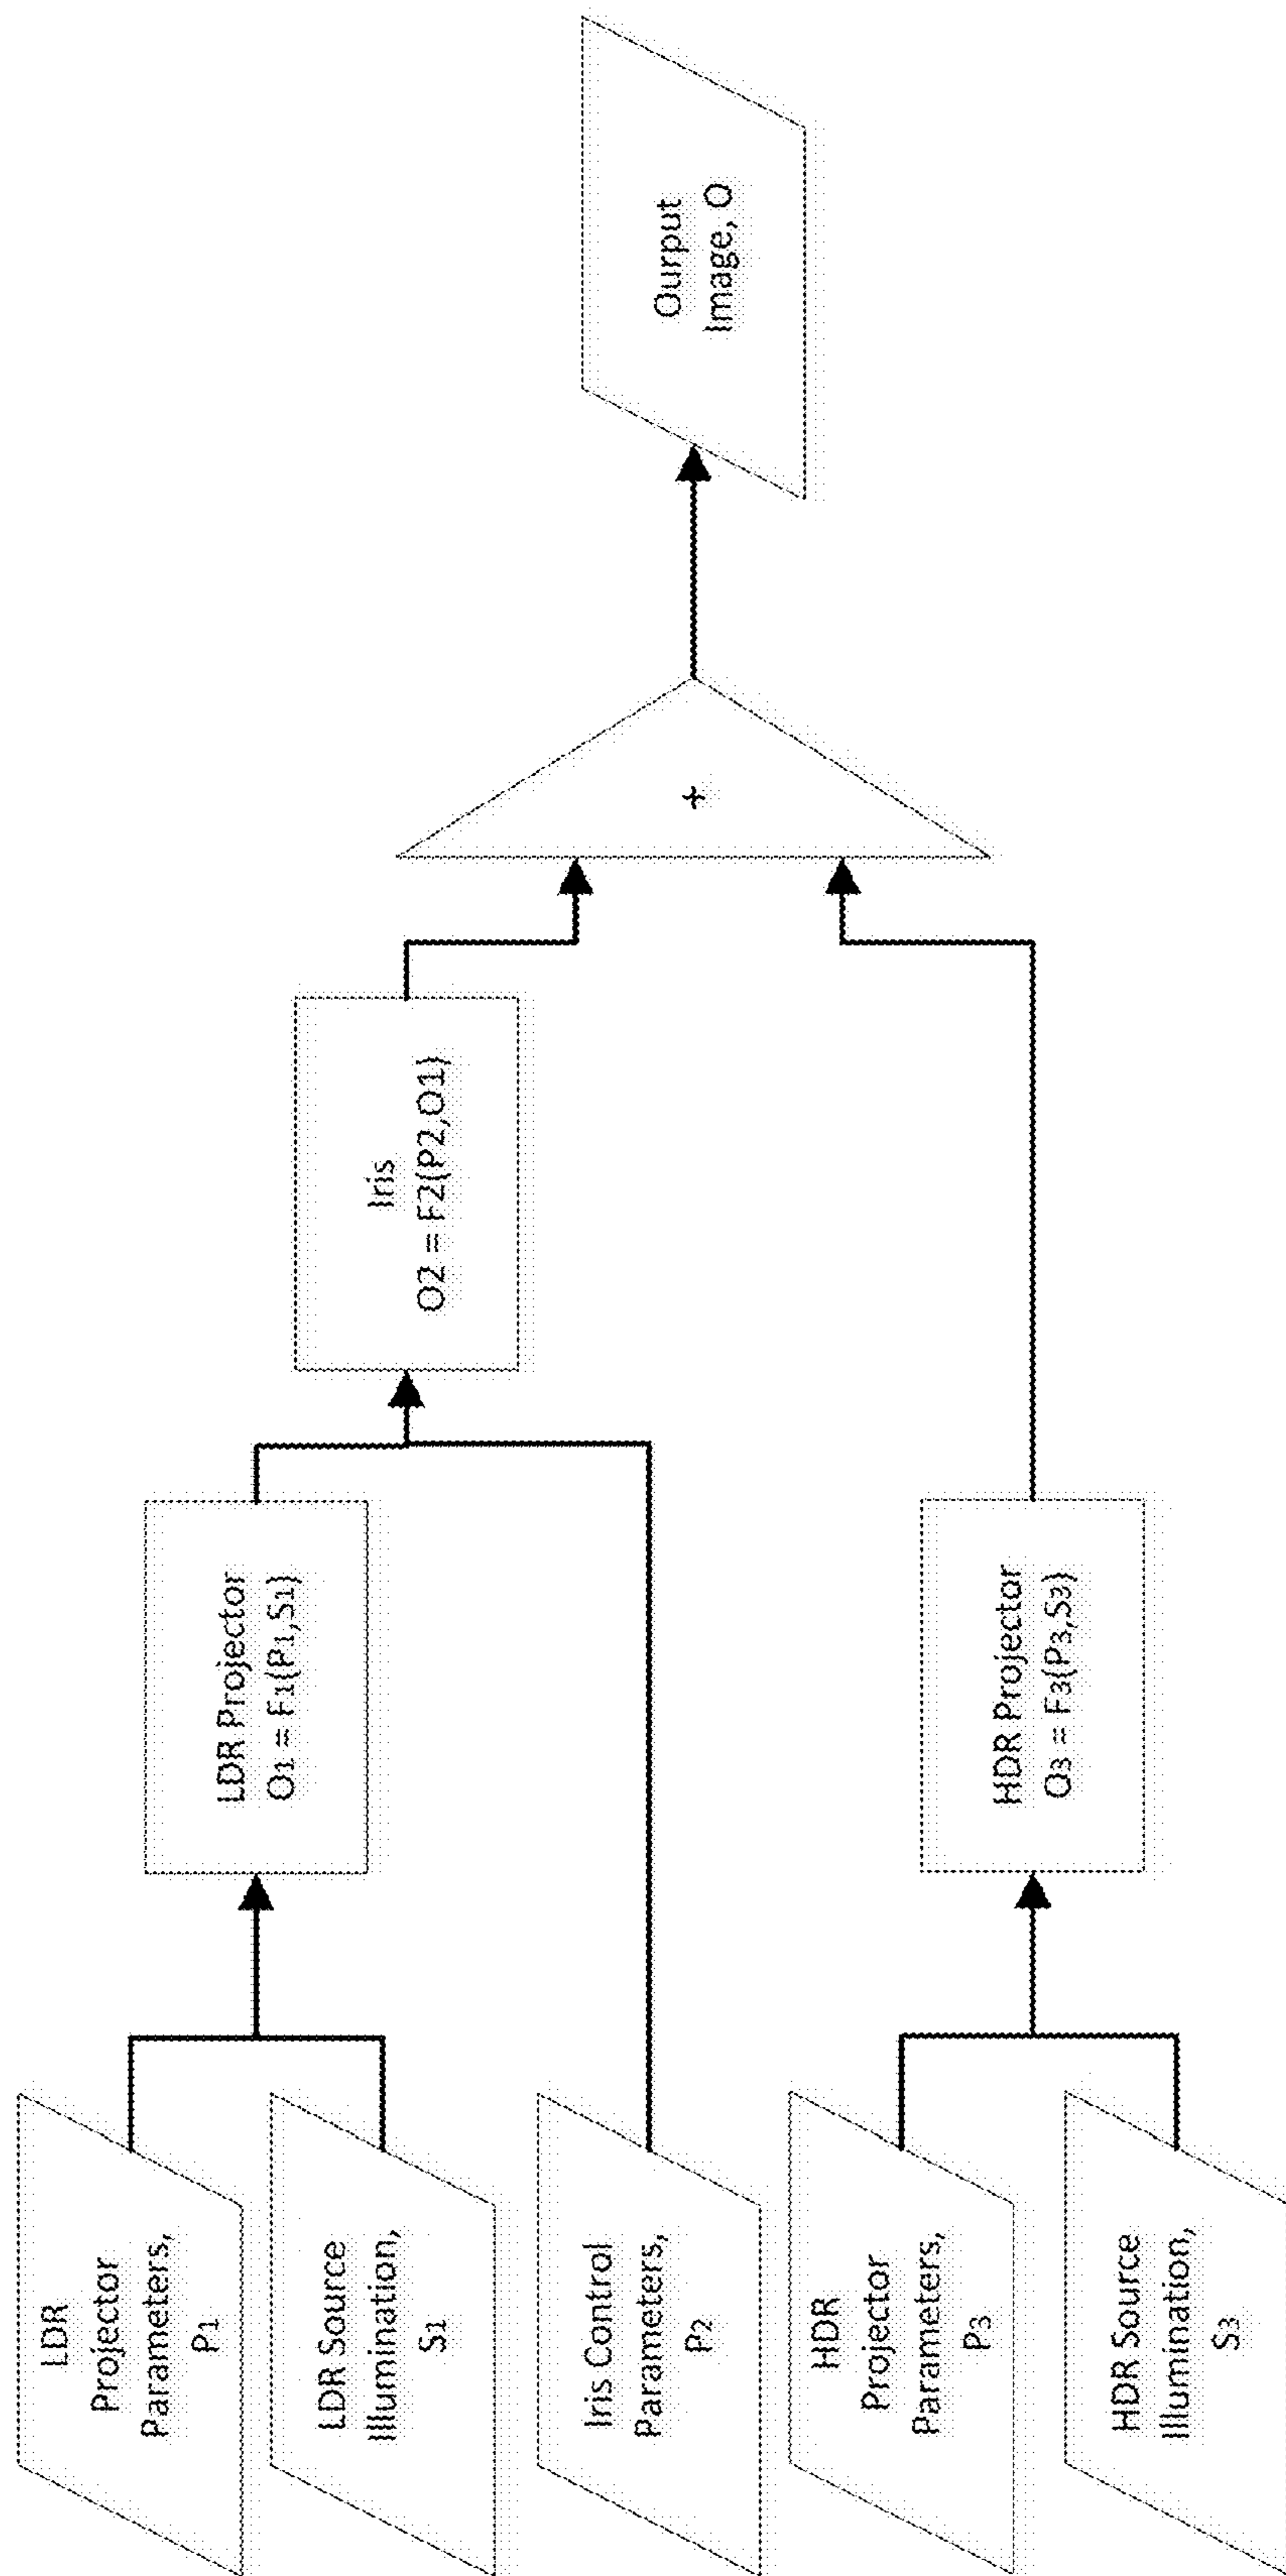 LDR
Projector
Parameters,
P1
LDR Source
Illumination,
S1
Iris Control
Parameters,
P2
HDR
Projector
Parameters,
P3
HDR Source
Illumination,
S3
LDR Projector
O1 = F1(P1,S1)
HDR Projector
O3 = F3(P3,S3)
Iris
O2 = F2(P2,O1)
+
Ourput
Image, O